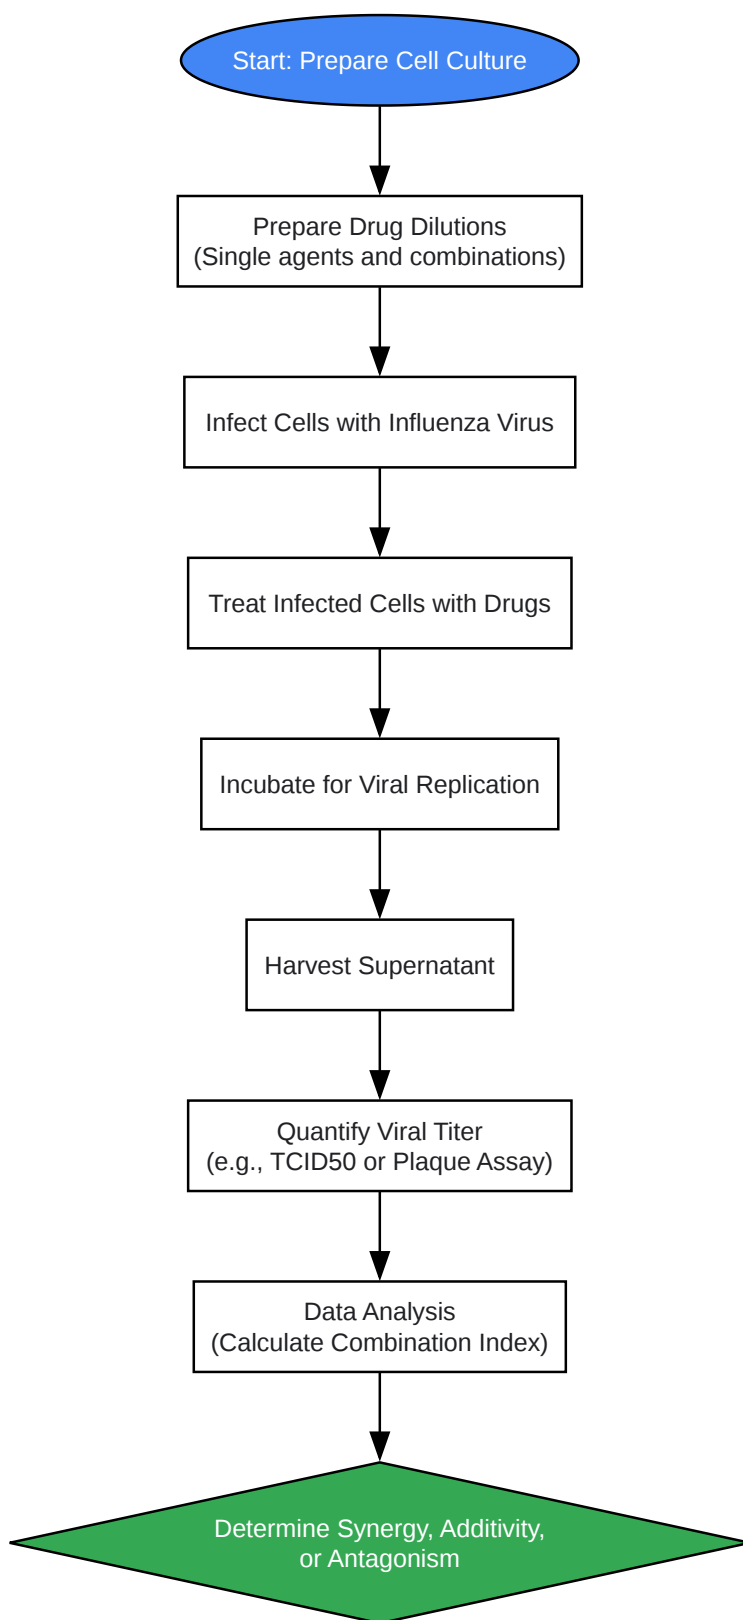 Start: Prepare Cell Culture
Prepare Drug Dilutions
(Single agents and combinations)
Infect Cells with Influenza Virus
Treat Infected Cells with Drugs
Incubate for Viral Replication
Harvest Supernatant
Quantify Viral Titer
(e.g., TCID50 or Plaque Assay)
Data Analysis
(Calculate Combination Index)
Determine Synergy, Additivity,
or Antagonism